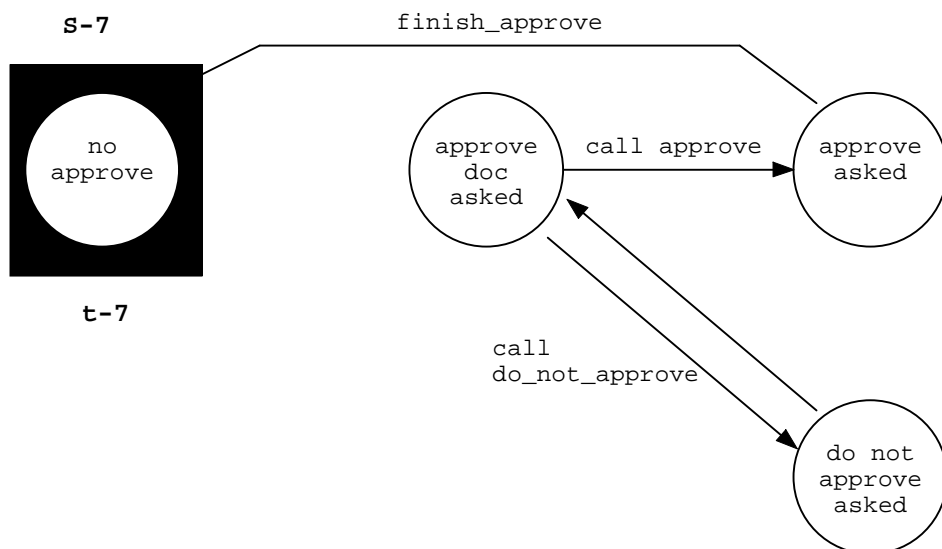 S-7
finish_approve
no
approve
approve
doc
asked
call approve
approve
asked
t-7
call
do_not_approve
do not
approve
asked